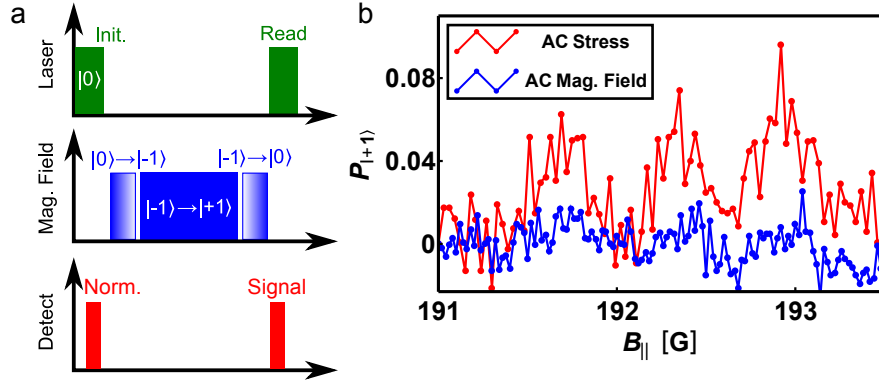 a
Init.
Read
Laser
|0⟩
|0⟩→|-1⟩
|-1⟩→|0⟩
Mag. Field
|-1⟩→|+1⟩
Norm.
Signal
Detect
b
AC Stress
AC Mag. Field
0.08
0.04
0
P|+1⟩
191
192
193
B|| [G]